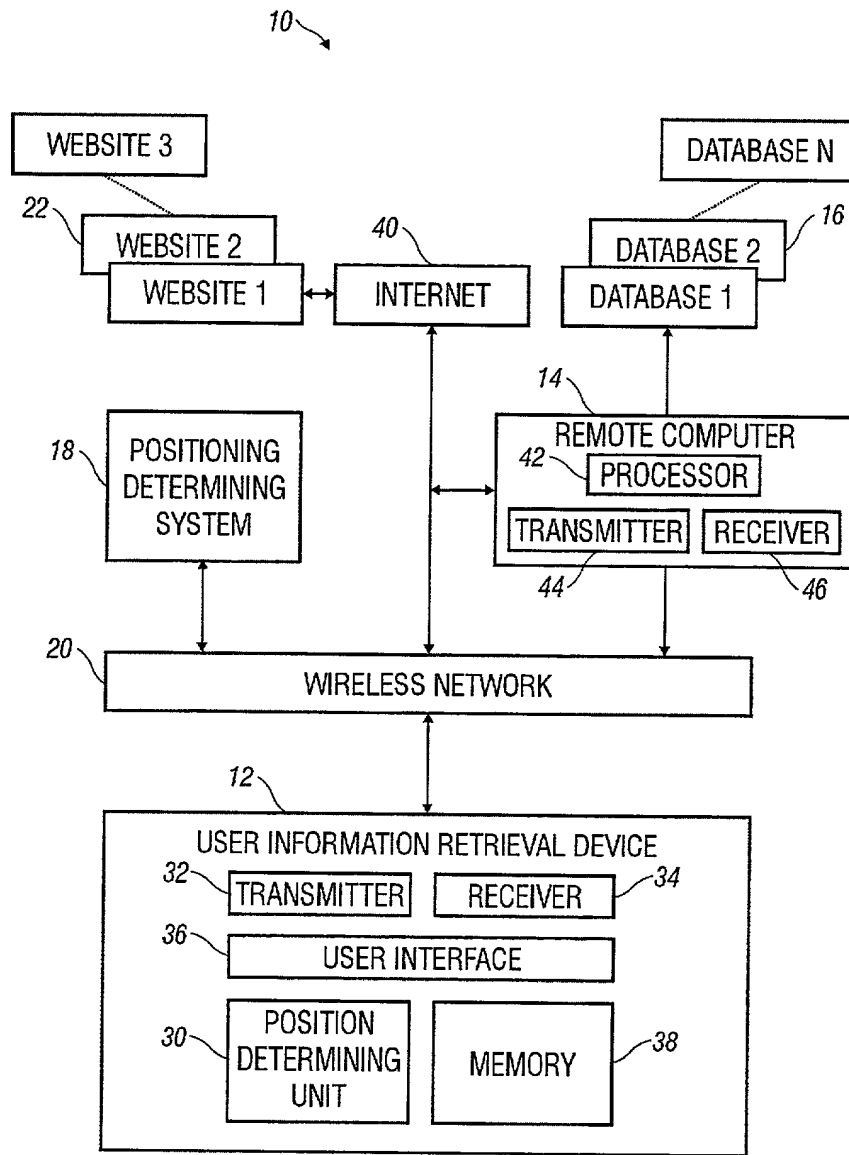 10
WEBSITE 3
DATABASE N
22
WEBSITE 2
40
DATABASE 2
16
WEBSITE 1
INTERNET
DATABASE 1
14
18
POSITIONING
DETERMINING
SYSTEM
REMOTE COMPUTER
42
PROCESSOR
TRANSMITTER
RECEIVER
44
46
20
WIRELESS NETWORK
12
USER INFORMATION RETRIEVAL DEVICE
32
TRANSMITTER
RECEIVER
34
36
USER INTERFACE
30
POSITION
DETERMINING
UNIT
MEMORY
38